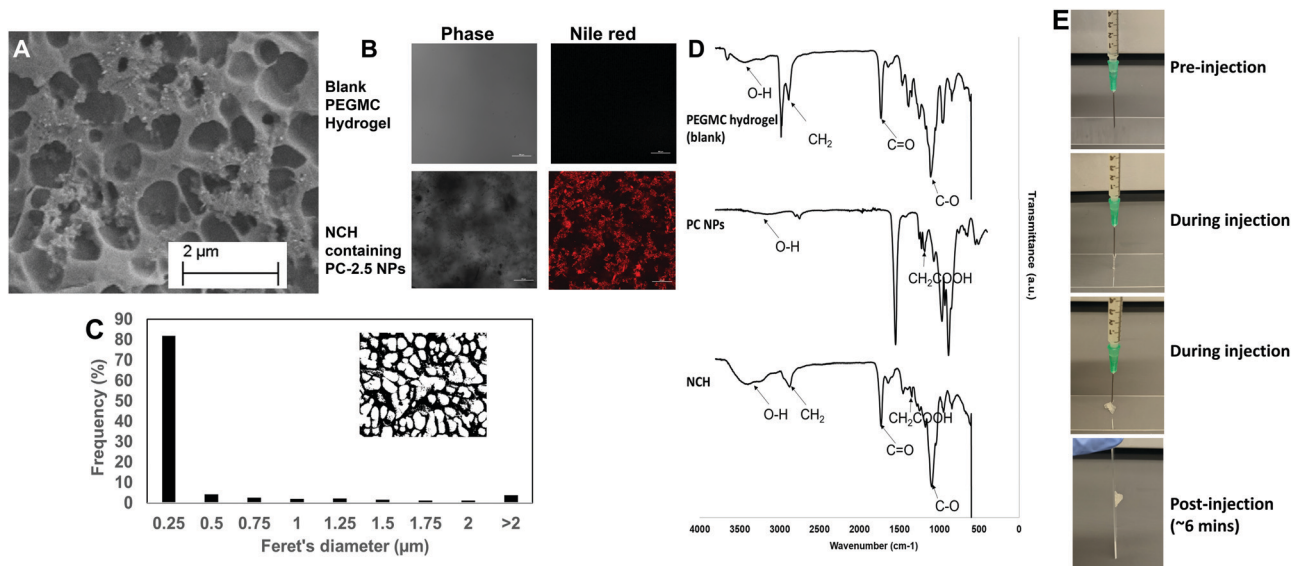 A
2 µm
B
Phase
Nile red
Blank
PEGMC
Hydrogel
NCH
containing
PC-2.5 NPs
C
Frequency (%)
90
80
70
60
50
40
30
20
10
0
0.25 0.5 0.75 1 1.25 1.5 1.75 2 >2
Feret's diameter (µm)
D
O-H
PEGMC hydrogel
(blank)
CH₂
C=O
C-O
PC NPs
O-H
CH₂COOH
NCH
O-H
CH₂
CH₂COOH
C=O
C-O
4000 3500 3000 2500 2000 1500 1000 500 0
Wavenumber (cm-1)
Transmittance (a.u.)
E
Pre-injection
During injection
During injection
Post-injection
(~6 mins)